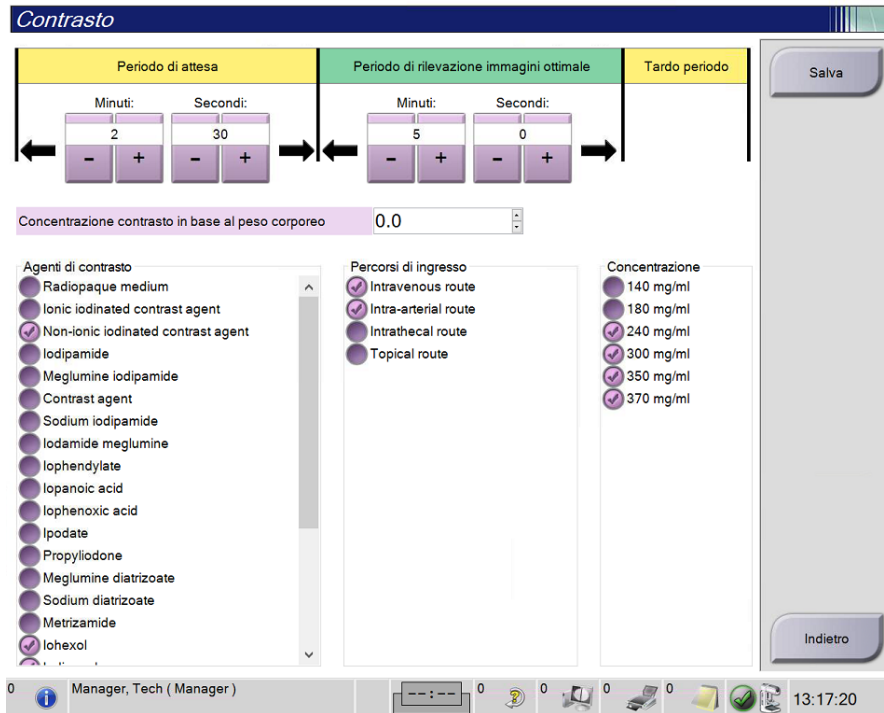 Contrasto
Periodo di attesa
Periodo di rilevazione immagini ottimale
Tardo periodo
Salva
Minuti: Secondi: Minuti: Secondi:
2 30 5 0
- + - + - + - +
Concentrazione contrasto in base al peso corporeo 0.0
Agenti di contrasto
Radiopaque medium
Ionic iodinated contrast agent
Non-ionic iodinated contrast agent
Iodipamide
Meglumine iodipamide
Contrast agent
Sodium iodipamide
Iodamide meglumine
Iophendylate
Iopanoic acid
Iophenoxic acid
Ipodate
Propyliodone
Meglumine diatrizoate
Sodium diatrizoate
Metrizamide
Iohexol
Percorsi di ingresso
Intravenous route
Intra-arterial route
Intrathecal route
Topical route
Concentrazione
140 mg/ml
180 mg/ml
240 mg/ml
300 mg/ml
350 mg/ml
370 mg/ml
Indietro
0 Manager, Tech ( Manager ) --:-- 0 0 0 0 13:17:20